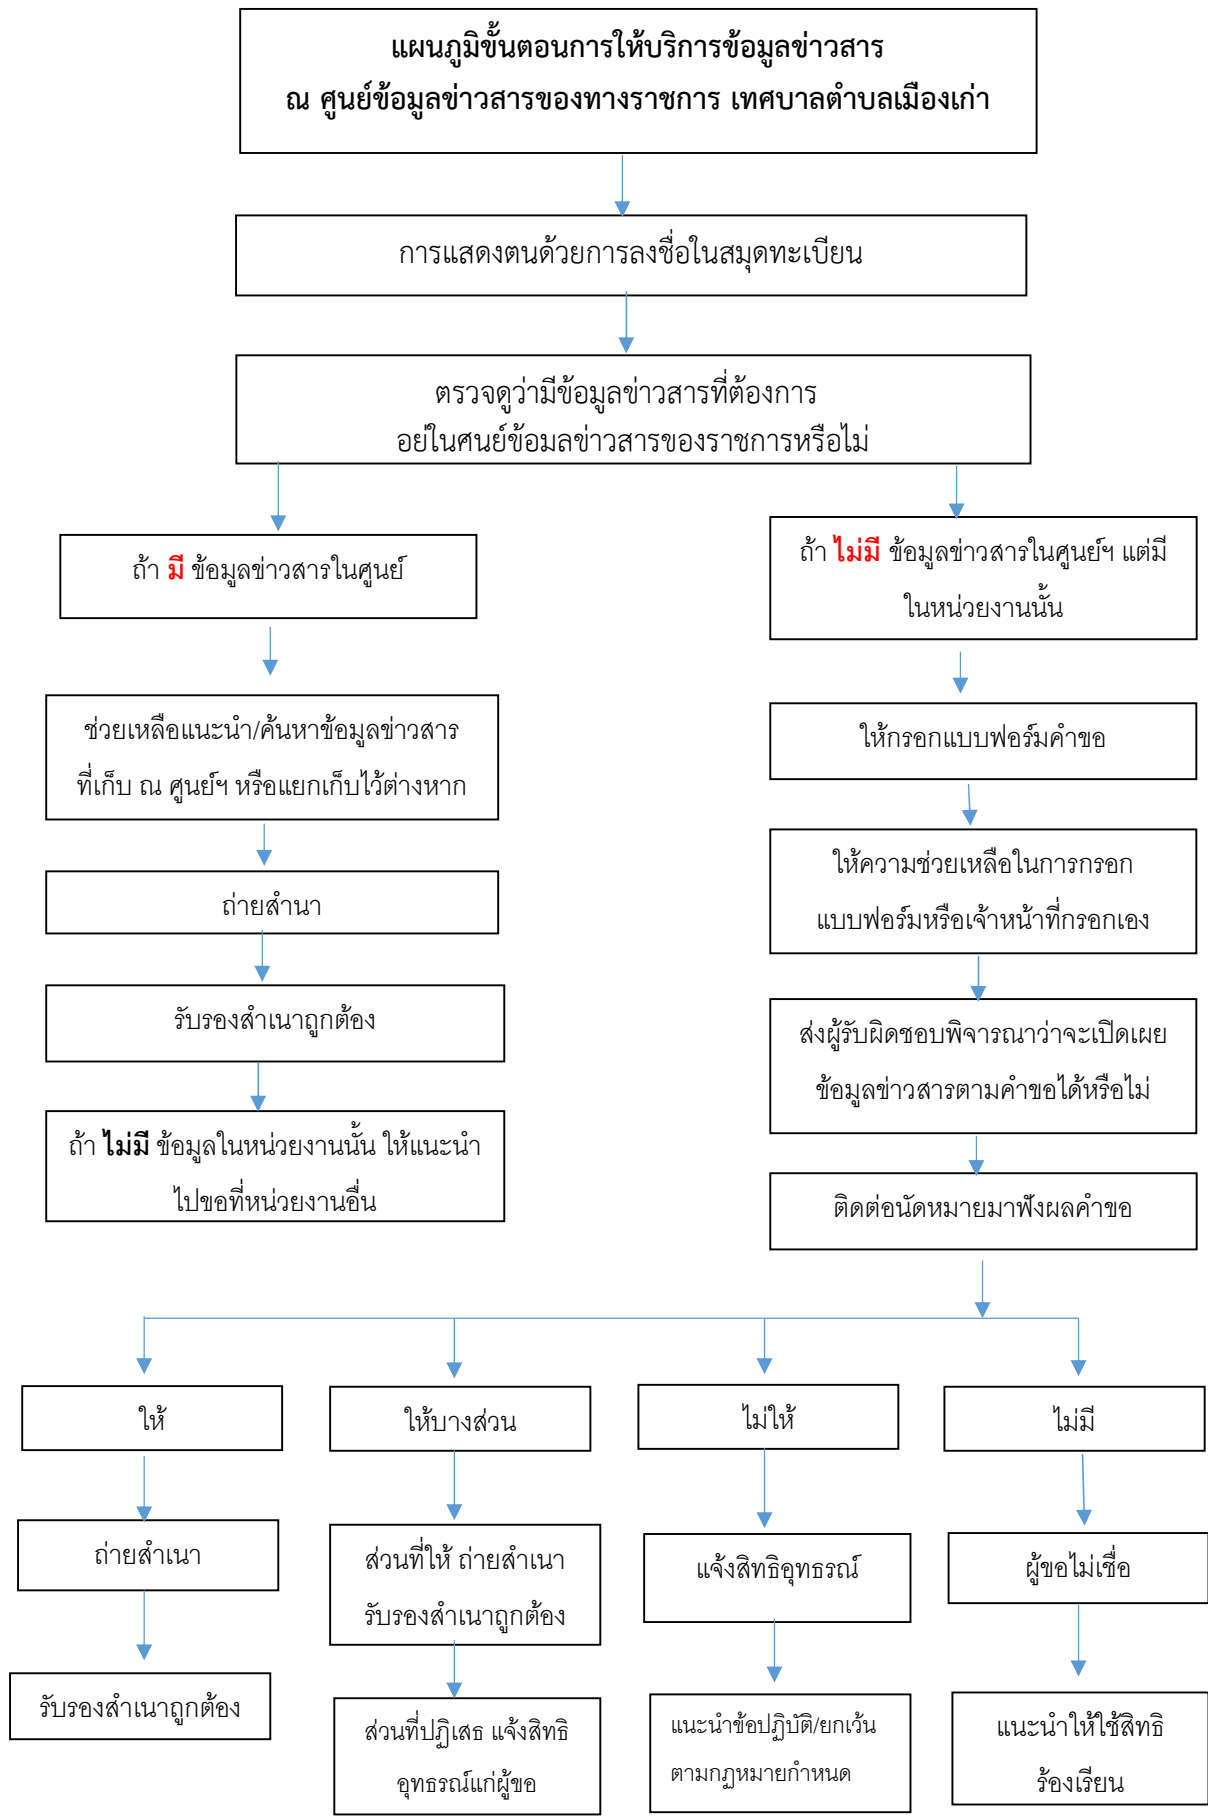 แผนภูมิขั้นตอนการให้บริการข้อมูลข่าวสาร
ณ ศูนย์ข้อมูลข่าวสารของทางราชการ เทศบาลตำบลเมืองเก่า
การแสดงตนด้วยการลงชื่อในสมุดทะเบียน
ตรวจดูว่ามีข้อมูลข่าวสารที่ต้องการ
อยู่ในศูนย์ข้อมูลข่าวสารของราชการหรือไม่
ถ้า มี ข้อมูลข่าวสารในศูนย์
ช่วยเหลือแนะนำ/ค้นหาข้อมูลข่าวสาร
ที่เก็บ ณ ศูนย์ฯ หรือแยกเก็บไว้ต่างหาก
ถ่ายสำนา
รับรองสำเนาถูกต้อง
ถ้า ไม่มี ข้อมูลในหน่วยงานนั้น ให้แนะนำ
ไปขอที่หน่วยงานอื่น
ถ้า ไม่มี ข้อมูลข่าวสารในศูนย์ฯ แต่มี
ในหน่วยงานนั้น
ให้กรอกแบบฟอร์มคำขอ
ให้ความช่วยเหลือในการกรอก
แบบฟอร์มหรือเจ้าหน้าที่กรอกเอง
ส่งผู้รับผิดชอบพิจารณาว่าจะเปิดเผย
ข้อมูลข่าวสารตามคำขอได้หรือไม่
ติดต่อนัดหมายมาฟังผลคำขอ
ให้
ถ่ายสำเนา
รับรองสำเนาถูกต้อง
ให้บางส่วน
ส่วนที่ให้ ถ่ายสำเนา
รับรองสำเนาถูกต้อง
ส่วนที่ปฏิเสธ แจ้งสิทธิ
อุทธรณ์แก่ผู้ขอ
ไม่ให้
แจ้งสิทธิอุทธรณ์
แนะนำข้อปฏิบัติ/ยกเว้น
ตามกฎหมายกำหนด
ไม่มี
ผู้ขอไม่เชื่อ
แนะนำให้ใช้สิทธิ
ร้องเรียน